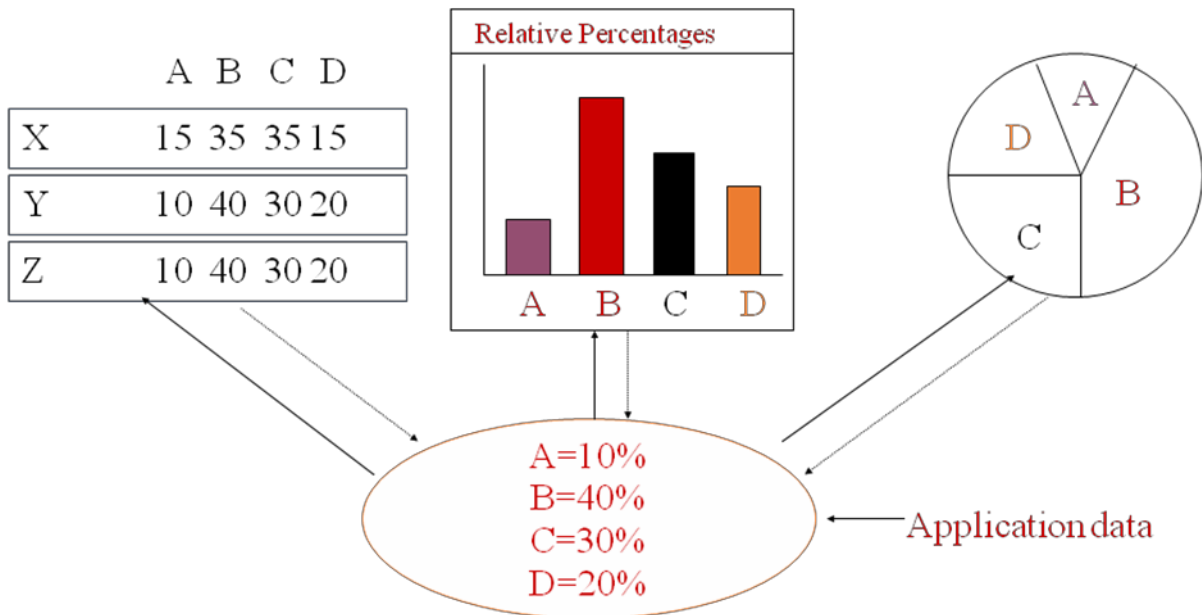 A B C D
X 15 35 35 15
Y 10 40 30 20
Z 10 40 30 20
Relative Percentages
A B C D
A
B
C
D
A=10%
B=40%
C=30%
D=20%
Application data